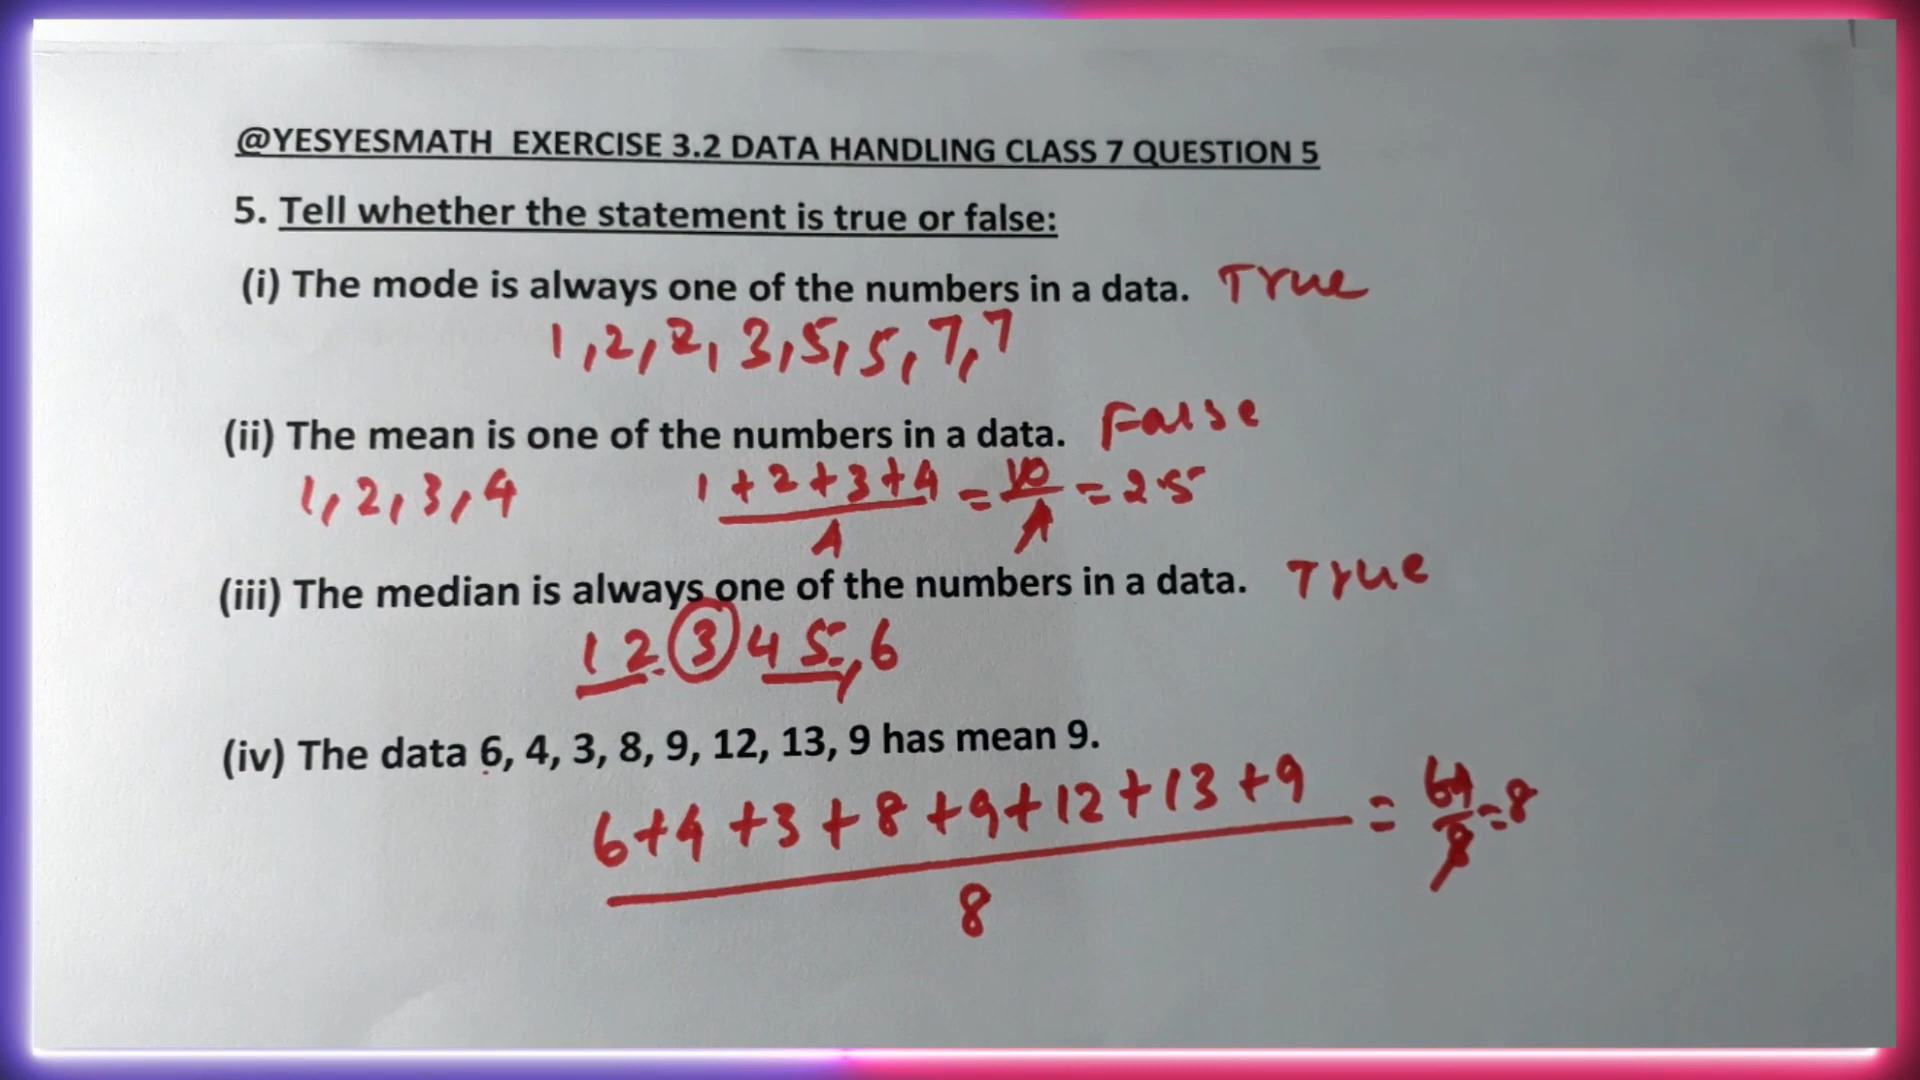 @YESYESMATH EXERCISE 3.2 DATA HANDLING CLASS 7 QUESTION 5
5. Tell whether the statement is true or false:
(i) The mode is always one of the numbers in a data. True
1, 2, 2, 3, 5, 5, 7, 7
(ii) The mean is one of the numbers in a data. False
1, 2, 3, 4 1+2+3+4 = 10 = 2.5
4 4
(iii) The median is always one of the numbers in a data. True
1 2 3 4 5, 6
(iv) The data 6, 4, 3, 8, 9, 12, 13, 9 has mean 9.
6+4+3+8+9+12+13+9 = 64 = 8
8 8